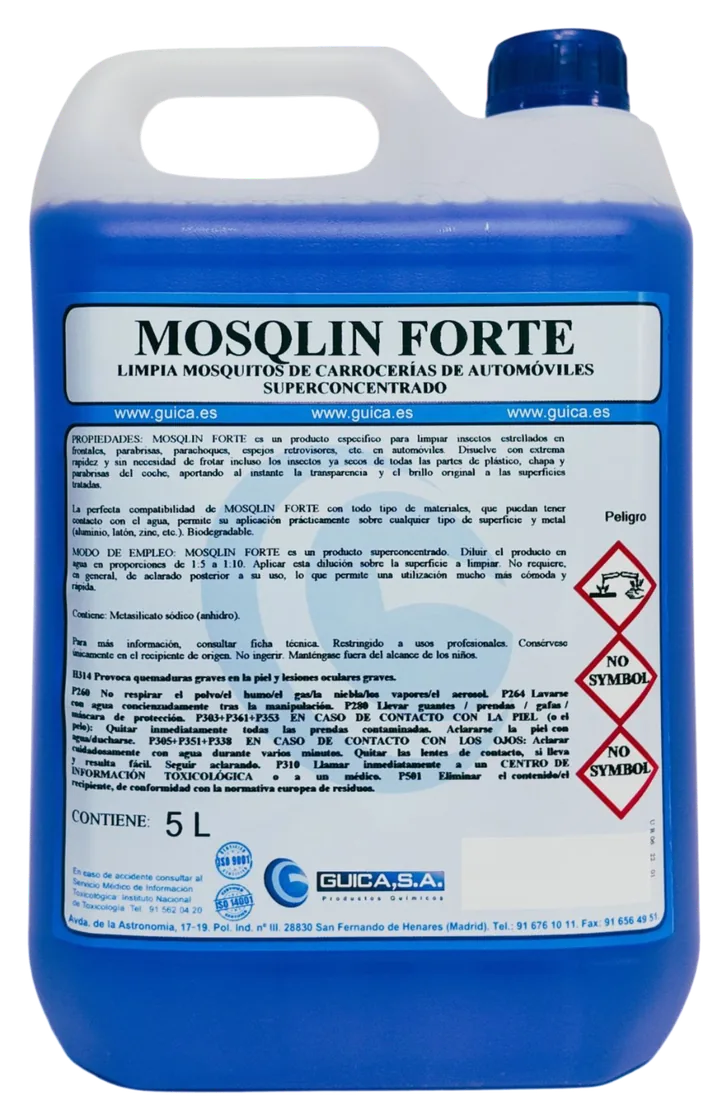 MOSQLIN FORTE
LIMPIA MOSQUITOS DE CARROCERÍAS DE AUTOMÓVILES
SUPERCONCENTRADO
www.guica.es www.guica.es www.guica.es
PROPIEDADES: MOSQLIN FORTE es un producto especifico para limpiar insectos estrellados en
frontales, parabrisas, parachoques, espejos retrovisores, etc. en automóviles. Disuelve con extrema
rapidez y sin necesidad de frotar incluso los insectos ya secos de todas las partes de plástico, chapa y
parabrisas del coche, aportando al instante la transparencia y el brillo original a las superficies
tratadas.
La perfecta compatibilidad de MOSQLIN FORTE con todo tipo de materiales, que puedan tener
contacto con el agua, permite su aplicación prácticamente sobre cualquier tipo de superficie y metal
(aluminio, latón, zinc, etc.). Biodegradable.
MODO DE EMPLEO: MOSQLIN FORTE es un producto superconcentrado. Diluir el producto en
agua en proporciones de 1:5 a 1:10. Aplicar esta dilución sobre la superficie a limpiar. No requiere,
en general, de aclarado posterior a su uso, lo que permite una utilización mucho más cómoda y
rápida.
Contiene: Metasilicato sódico (anhidro).
Para más información, consultar ficha técnica. Restringido a usos profesionales. Consérvese
únicamente en el recipiente de origen. No ingerir. Manténgase fuera del alcance de los niños.
H314 Provoca quemaduras graves en la piel y lesiones oculares graves.
P260 No respirar el polvo/el humo/el gas/la niebla/los vapores/el aerosol. P264 Lavarse
con agua concienzudamente tras la manipulación. P280 Llevar guantes / prendas / gafas /
máscara de protección. P303+P361+P353 EN CASO DE CONTACTO CON LA PIEL (o el
pelo): Quitar inmediatamente todas las prendas contaminadas. Aclararse la piel con
agua/ducharse. P305+P351+P338 EN CASO DE CONTACTO CON LOS OJOS: Aclarar
cuidadosamente con agua durante varios minutos. Quitar las lentes de contacto, si lleva
y resulta fácil. Seguir aclarando. P310 Llamar inmediatamente a un CENTRO DE
INFORMACIÓN TOXICOLÓGICA o a un médico. P501 Eliminar el contenido/el
recipiente, de conformidad con la normativa europea de residuos.
Peligro
NO
SYMBOL
NO
SYMBOL
CONTIENE: 5 L
En caso de accidente consultar al
Servicio Médico de Información
Toxicológica Instituto Nacional
de Toxicología Tel. 91 562 04 20
ISO 9001
ISO 14001
GUICA, S.A.
Productos Químicos
Avda. de la Astronomía, 17-19. Pol. Ind. nº III. 28830 San Fernando de Henares (Madrid). Tel.: 91 676 10 11. Fax: 91 656 49 51